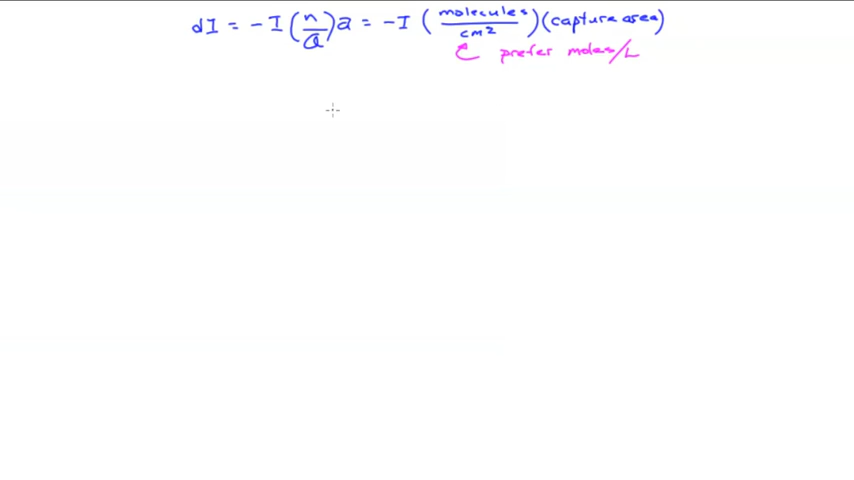 dI = -I (n/a) a = -I (molecules/cm²)(capture area)
prefer moles/L